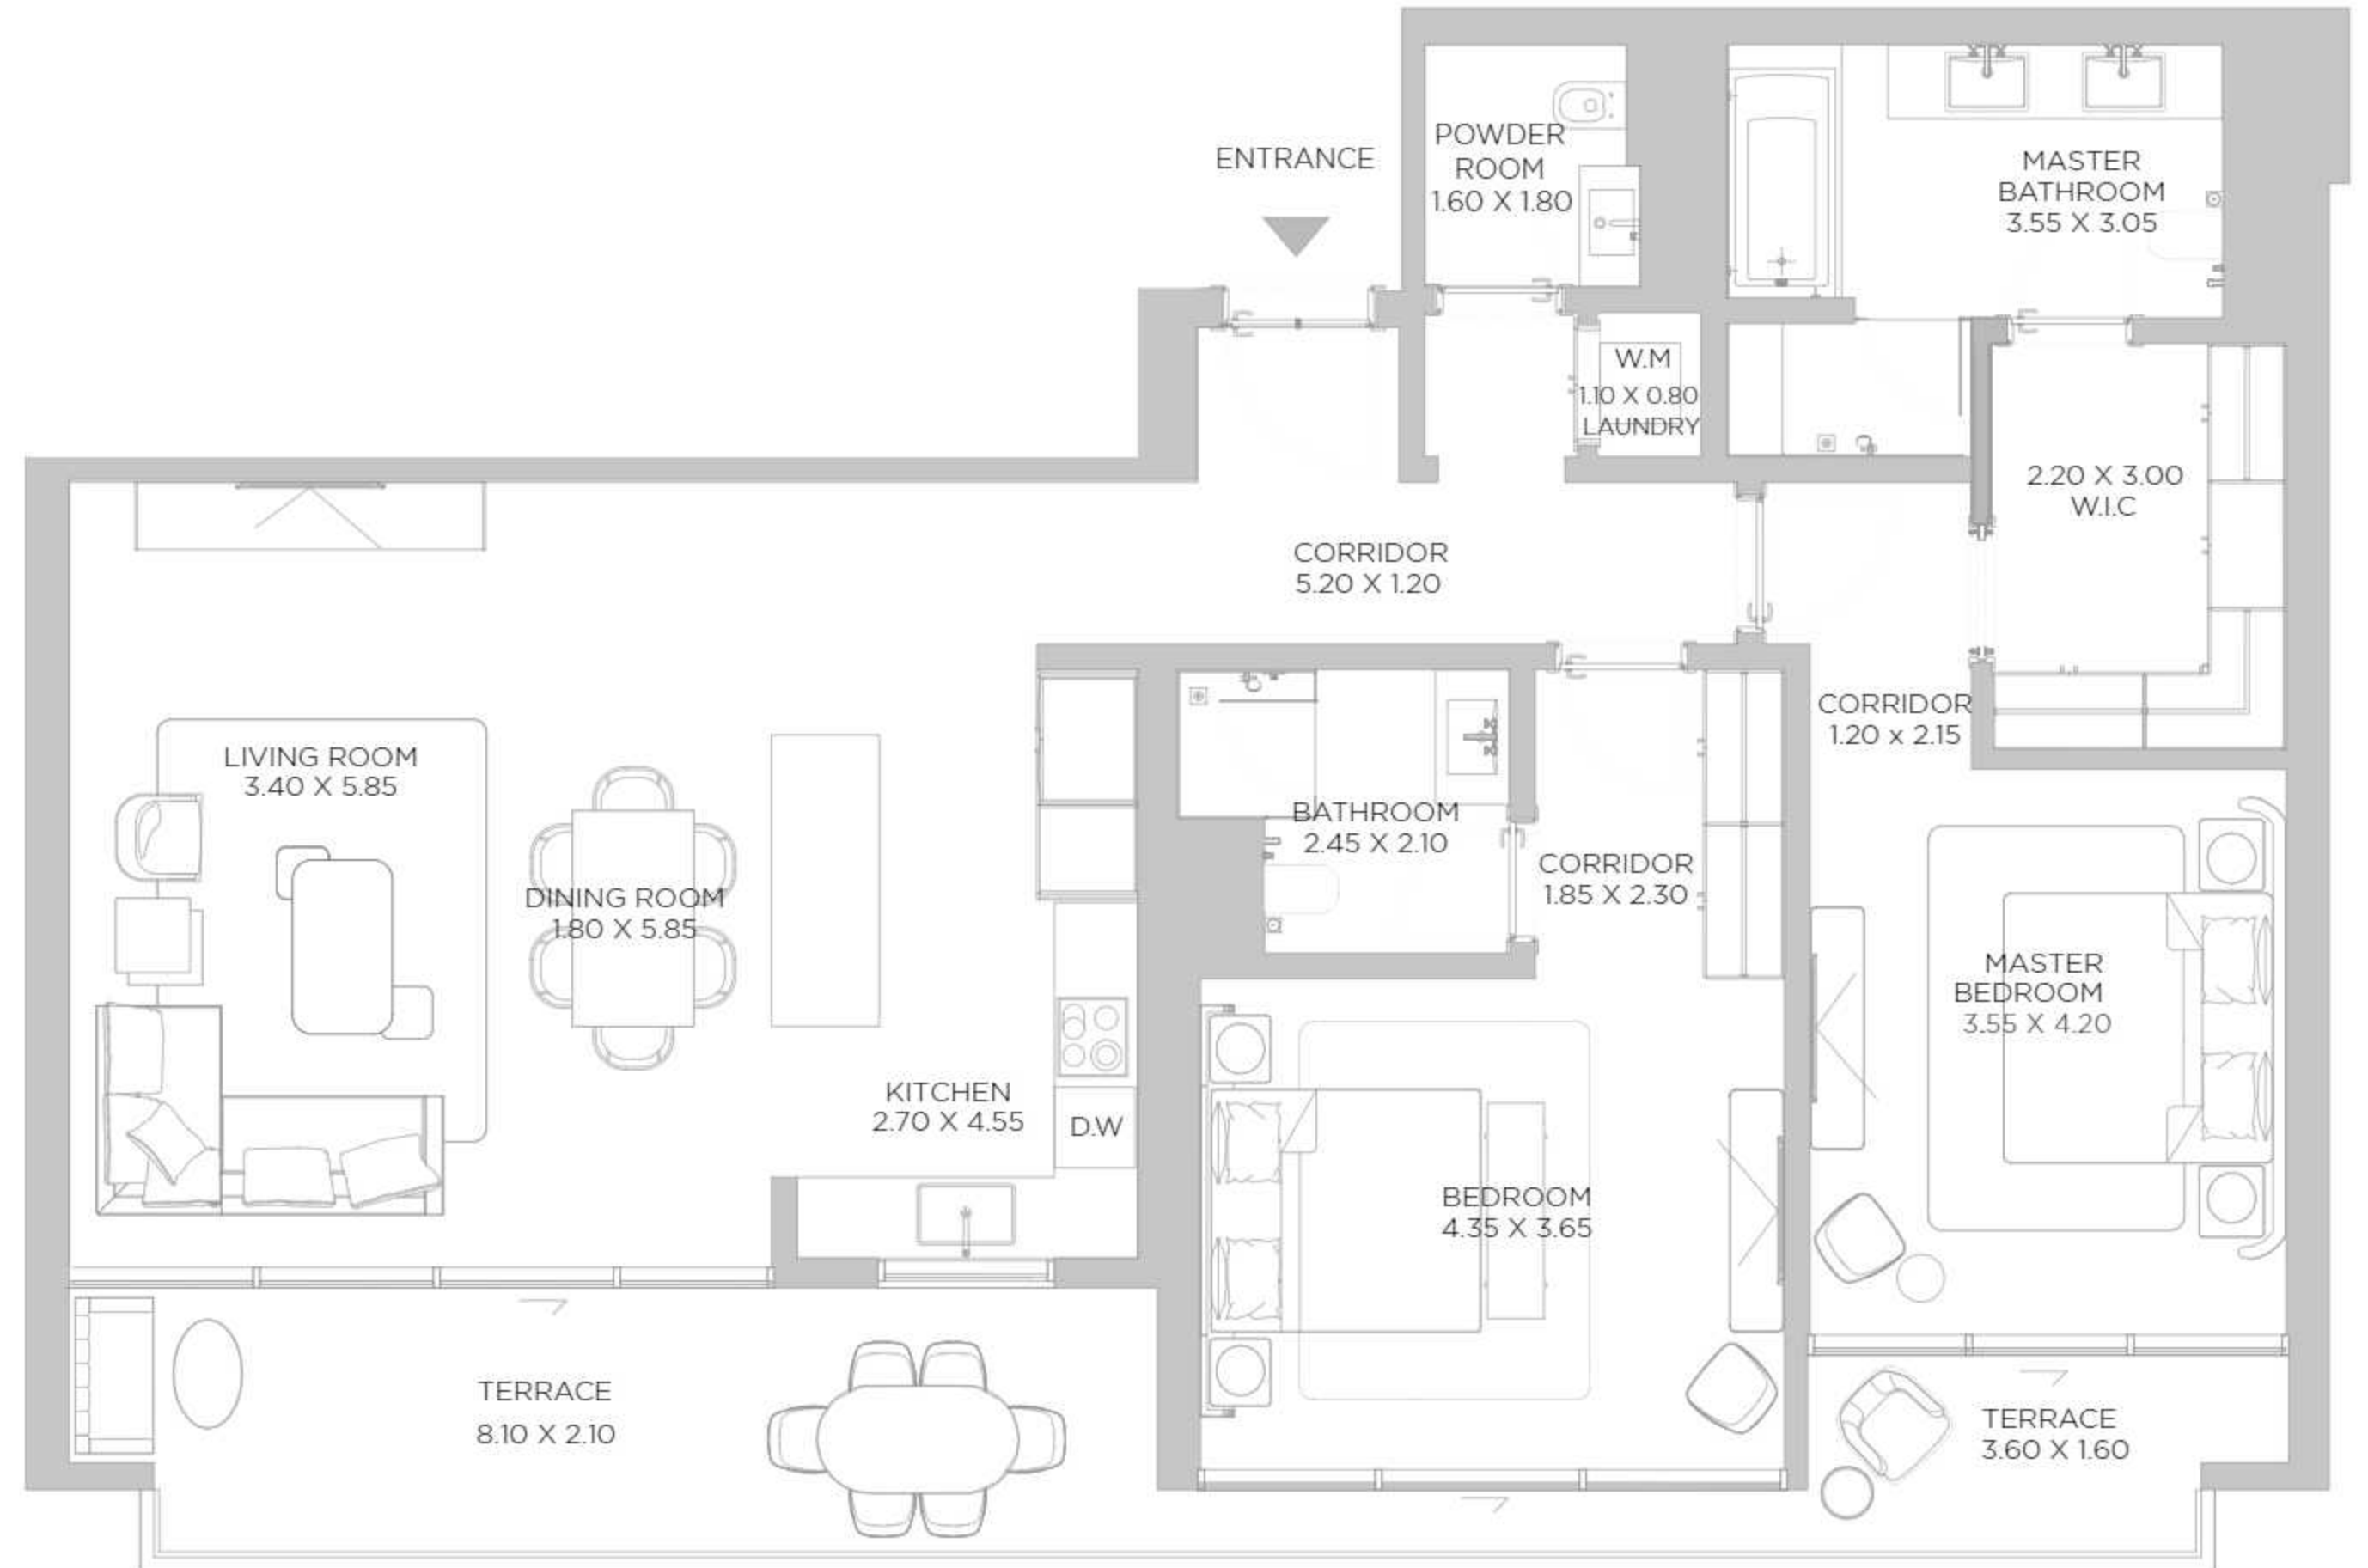 ENTRANCE
POWDER
ROOM
1.60 X 1.80
MASTER
BATHROOM
3.55 X 3.05
W.M
1.10 X 0.80
LAUNDRY
2.20 X 3.00
W.I.C
CORRIDOR
5.20 X 1.20
CORRIDOR
1.20 x 2.15
LIVING ROOM
3.40 X 5.85
DINING ROOM
1.80 X 5.85
BATHROOM
2.45 X 2.10
CORRIDOR
1.85 X 2.30
MASTER
BEDROOM
3.55 X 4.20
KITCHEN
2.70 X 4.55
D.W
BEDROOM
4.35 X 3.65
TERRACE
8.10 X 2.10
TERRACE
3.60 X 1.60